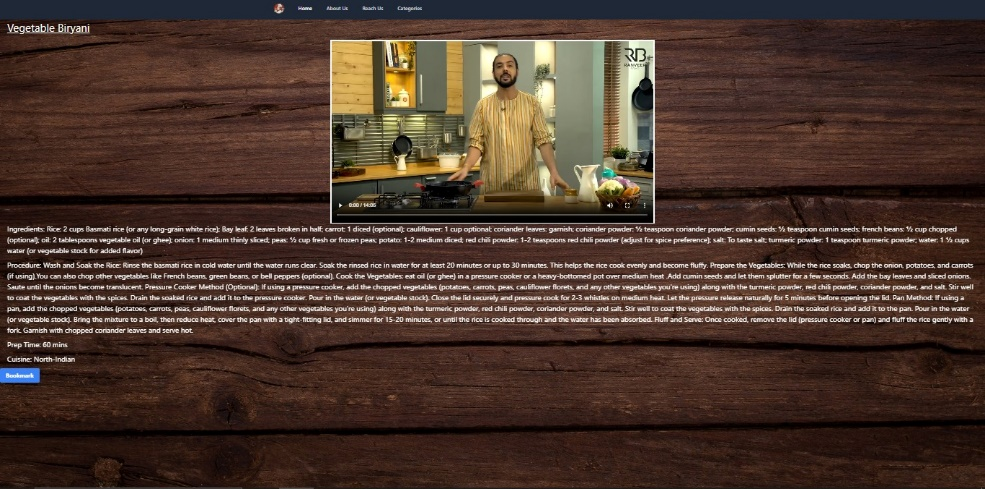 Home About Us Reach Us Categories
Vegetable Biryani
RB
RANVEER
0:00 / 14:05
Ingredients: Rice: 2 cups Basmati rice (or any long-grain white rice); Bay leaf: 2 leaves broken in half; carrot: 1 diced (optional); cauliflower: 1 cup optional; coriander leaves: garnish; coriander powder: ½ teaspoon coriander powder; cumin seeds: ½ teaspoon cumin seeds; french beans: ½ cup chopped
(optional); oil: 2 tablespoons vegetable oil (or ghee); onion: 1 medium thinly sliced; peas: ½ cup fresh or frozen peas; potato: 1-2 medium diced; red chili powder: 1-2 teaspoons red chili powder (adjust for spice preference); salt: To taste salt; turmeric powder: 1 teaspoon turmeric powder; water: 1 ½ cups
water (or vegetable stock for added flavor)
Procedure: Wash and Soak the Rice: Rinse the basmati rice in cold water until the water runs clear. Soak the rinsed rice in water for at least 20 minutes or up to 30 minutes. This helps the rice cook evenly and become fluffy. Prepare the Vegetables: While the rice soaks, chop the onion, potatoes, and carrots
(if using).You can also chop other vegetables like French beans, green beans, or bell peppers (optional). Cook the Vegetables: eat oil (or ghee) in a pressure cooker or a heavy-bottomed pot over medium heat. Add cumin seeds and let them splutter for a few seconds. Add the bay leaves and sliced onions.
Saute until the onions become translucent. Pressure Cooker Method (Optional): If using a pressure cooker, add the chopped vegetables (potatoes, carrots, peas, cauliflower florets, and any other vegetables you're using) along with the turmeric powder, red chili powder, coriander powder, and salt. Stir well
to coat the vegetables with the spices. Drain the soaked rice and add it to the pressure cooker. Pour in the water (or vegetable stock). Close the lid securely and pressure cook for 2-3 whistles on medium heat. Let the pressure release naturally for 5 minutes before opening the lid. Pan Method: If using a
pan, add the chopped vegetables (potatoes, carrots, peas, cauliflower florets, and any other vegetables you're using) along with the turmeric powder, red chili powder, coriander powder, and salt. Stir well to coat the vegetables with the spices. Drain the soaked rice and add it to the pan. Pour in the water
(or vegetable stock). Bring the mixture to a boil, then reduce heat, cover the pan with a tight-fitting lid, and simmer for 15-20 minutes, or until the rice is cooked through and the water has been absorbed. Fluff and Serve: Once cooked, remove the lid (pressure cooker or pan) and fluff the rice gently with a
fork. Garnish with chopped coriander leaves and serve hot.
Prep Time: 60 mins
Cuisine: North-Indian
Bookmark